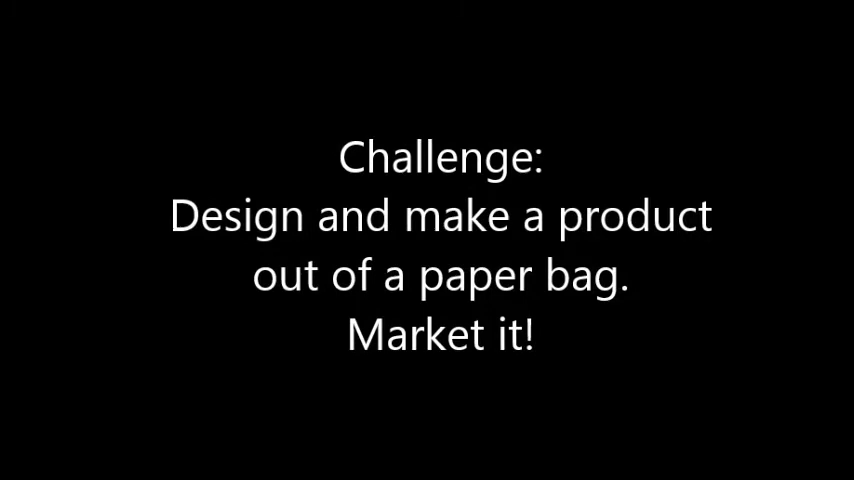 Challenge:
Design and make a product
out of a paper bag.
Market it!